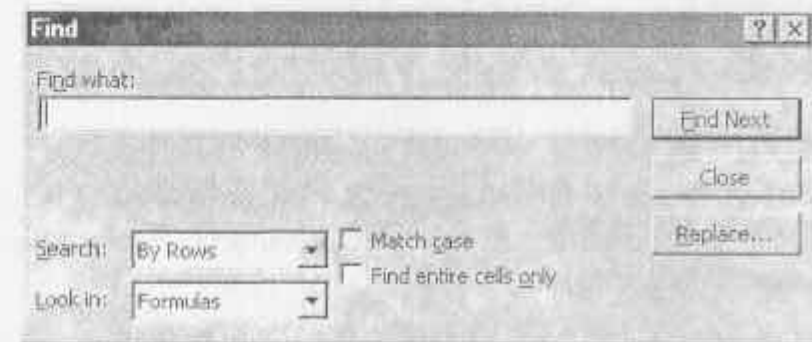 Find
Find what:
Find Next
Close
Replace...
Search: By Rows
Match case
Find entire cells only
Look in: Formulas